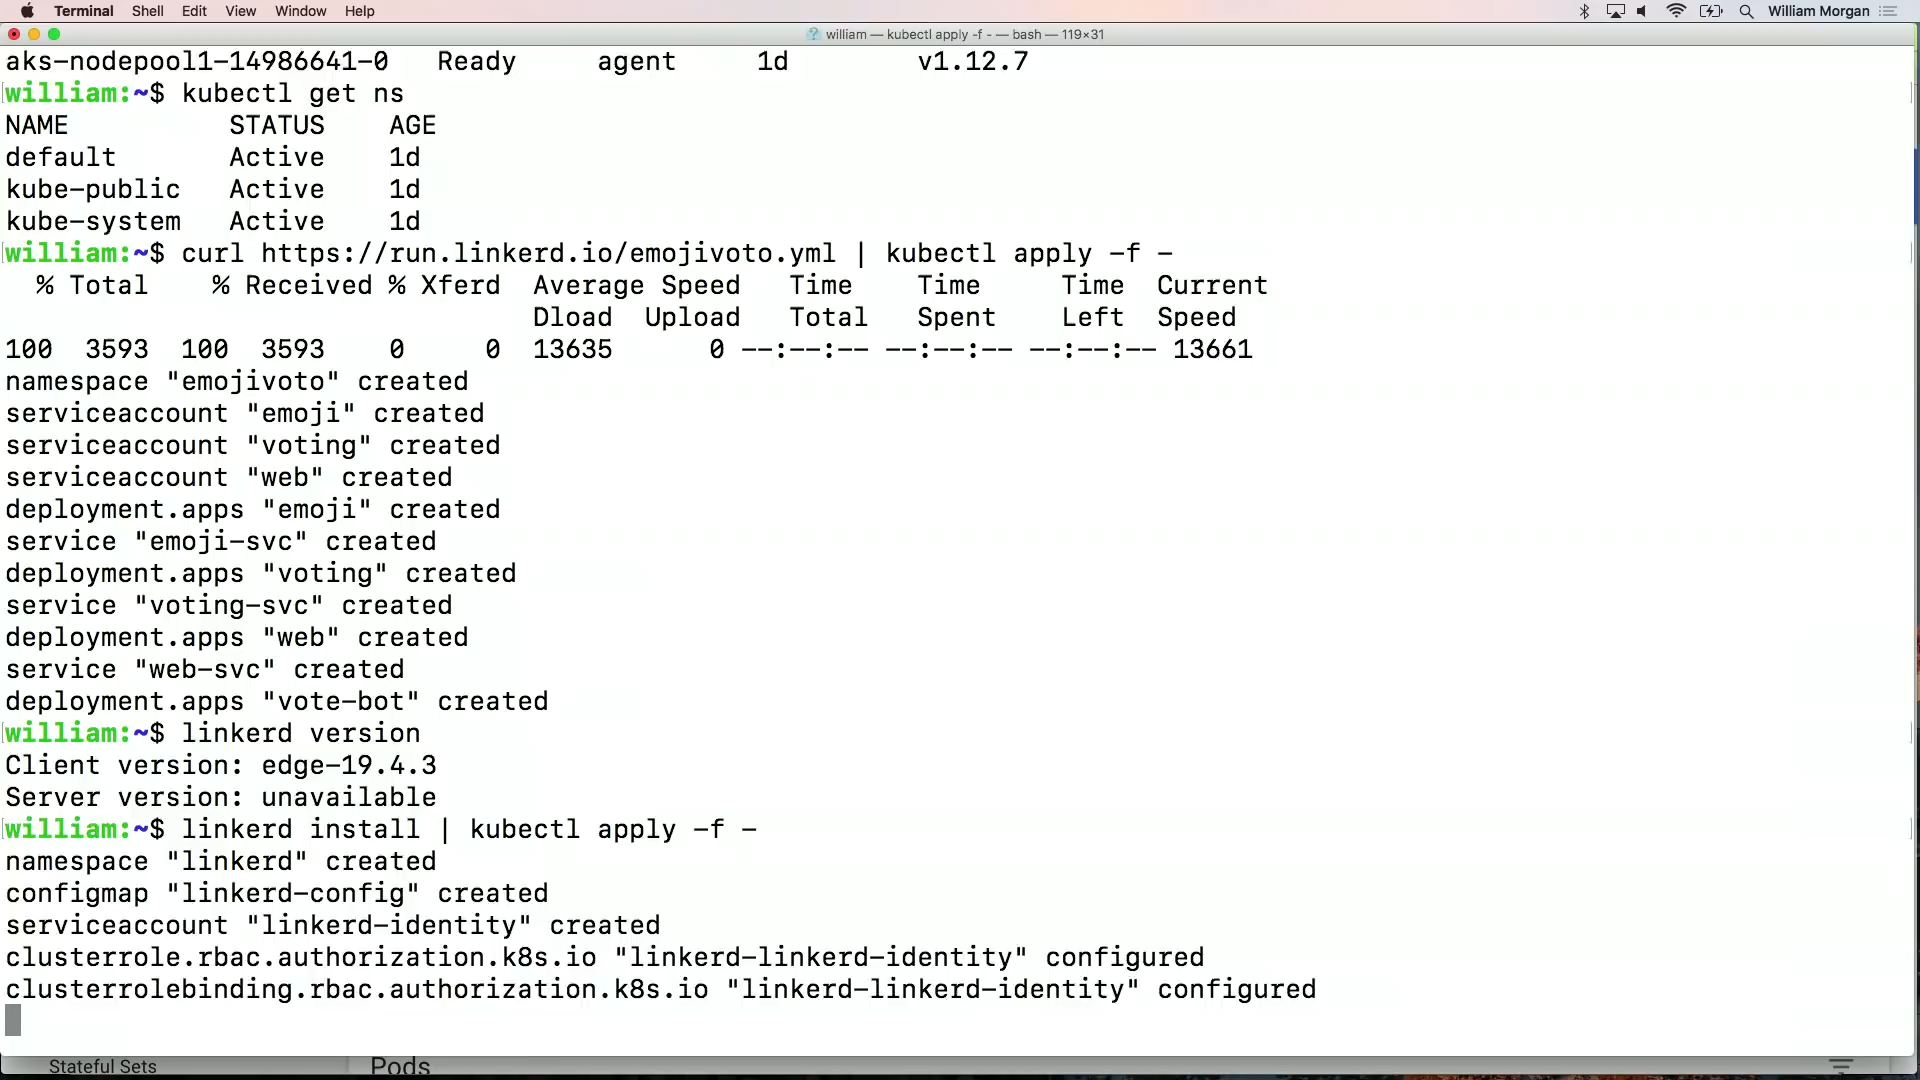 Terminal Shell Edit View Window Help William Morgan
william — kubectl apply -f - — bash — 119×31
aks-nodepool1-14986641-0 Ready agent 1d v1.12.7
william:~$ kubectl get ns
NAME STATUS AGE
default Active 1d
kube-public Active 1d
kube-system Active 1d
william:~$ curl https://run.linkerd.io/emojivoto.yml | kubectl apply -f -
% Total % Received % Xferd Average Speed Time Time Time Current
Dload Upload Total Spent Left Speed
100 3593 100 3593 0 0 13635 0 --:--:-- --:--:-- --:--:-- 13661
namespace "emojivoto" created
serviceaccount "emoji" created
serviceaccount "voting" created
serviceaccount "web" created
deployment.apps "emoji" created
service "emoji-svc" created
deployment.apps "voting" created
service "voting-svc" created
deployment.apps "web" created
service "web-svc" created
deployment.apps "vote-bot" created
william:~$ linkerd version
Client version: edge-19.4.3
Server version: unavailable
william:~$ linkerd install | kubectl apply -f -
namespace "linkerd" created
configmap "linkerd-config" created
serviceaccount "linkerd-identity" created
clusterrole.rbac.authorization.k8s.io "linkerd-linkerd-identity" configured
clusterrolebinding.rbac.authorization.k8s.io "linkerd-linkerd-identity" configured
Stateful Sets Pods